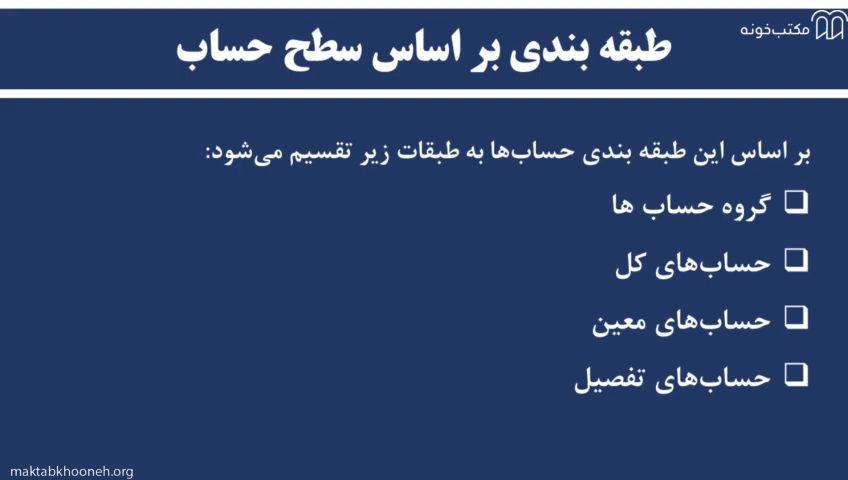 مکتب‌خونه
طبقه بندی بر اساس سطح حساب
بر اساس این طبقه بندی حساب‌ها به طبقات زیر تقسیم می‌شود:
گروه حساب ها
حساب‌های کل
حساب‌های معین
حساب‌های تفصیل
maktabkhooneh.org